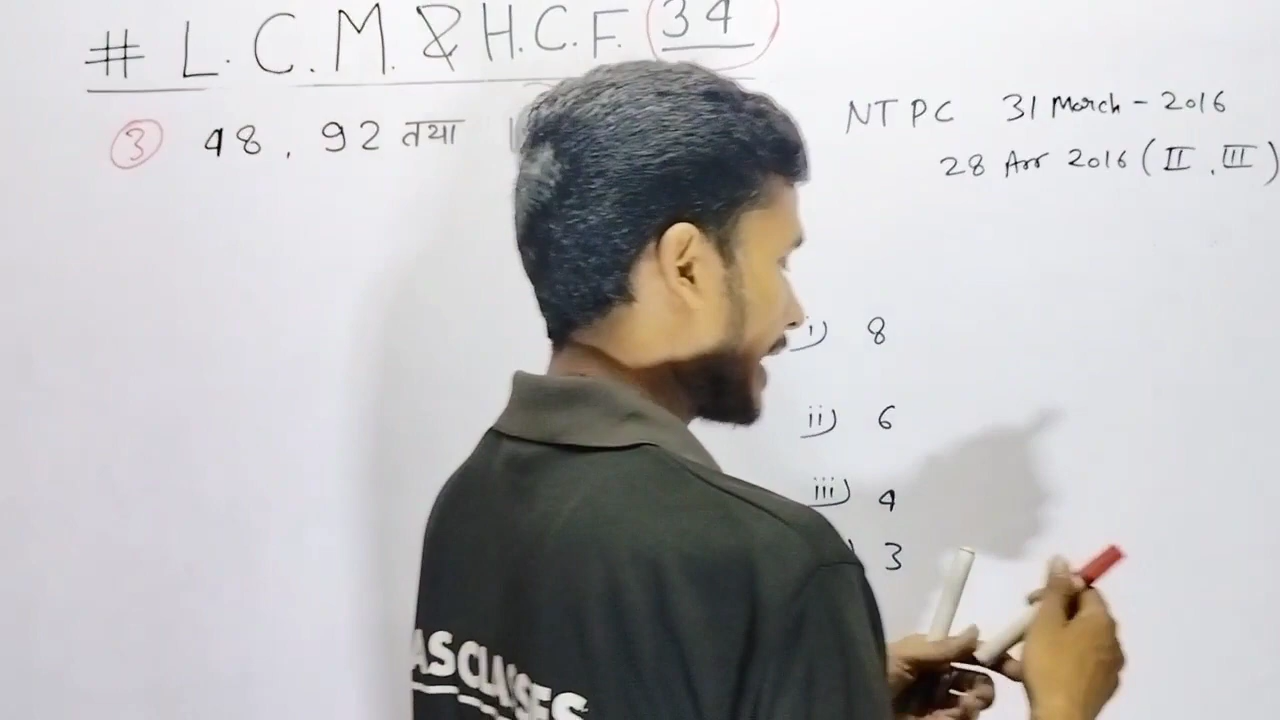 # L.C.M. & H.C.F. 34
3 48, 92 तथा
NTPC 31 March - 2016
28 Apr 2016 (II, III)
i) 8
ii) 6
iii) 4
3
CLASSES